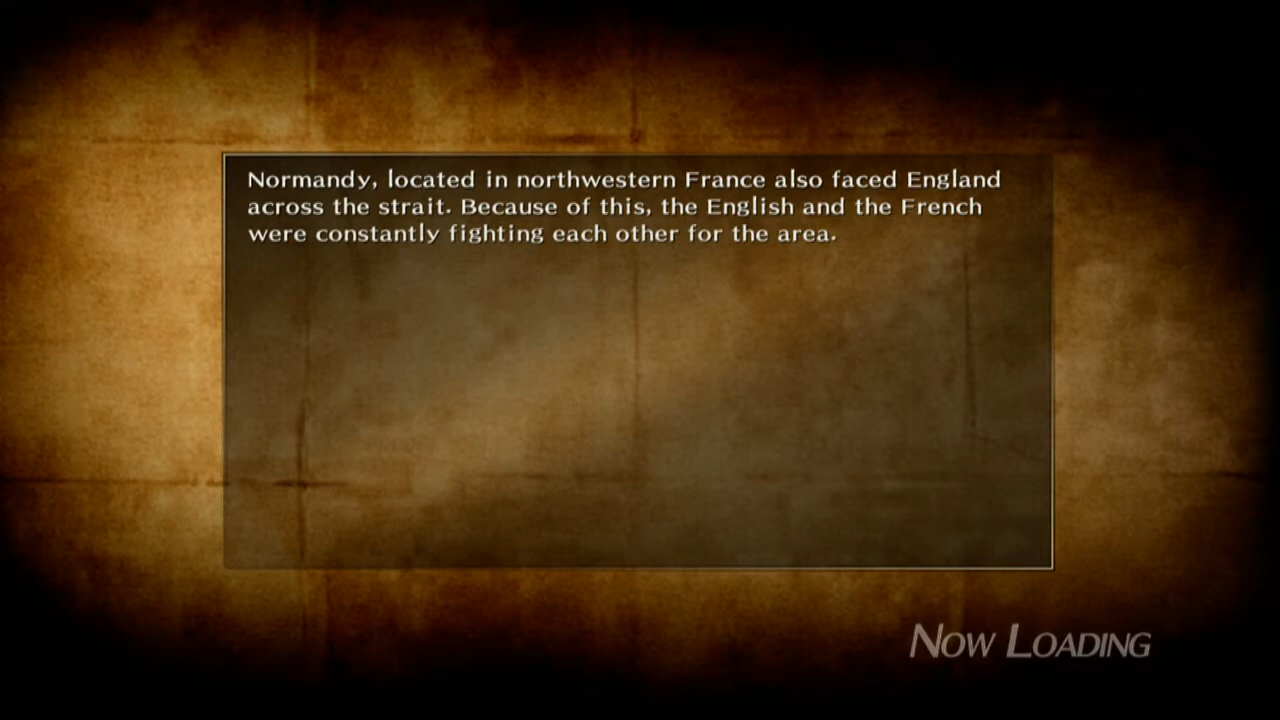 Normandy, located in northwestern France also faced England
across the strait. Because of this, the English and the French
were constantly fighting each other for the area.
Now Loading